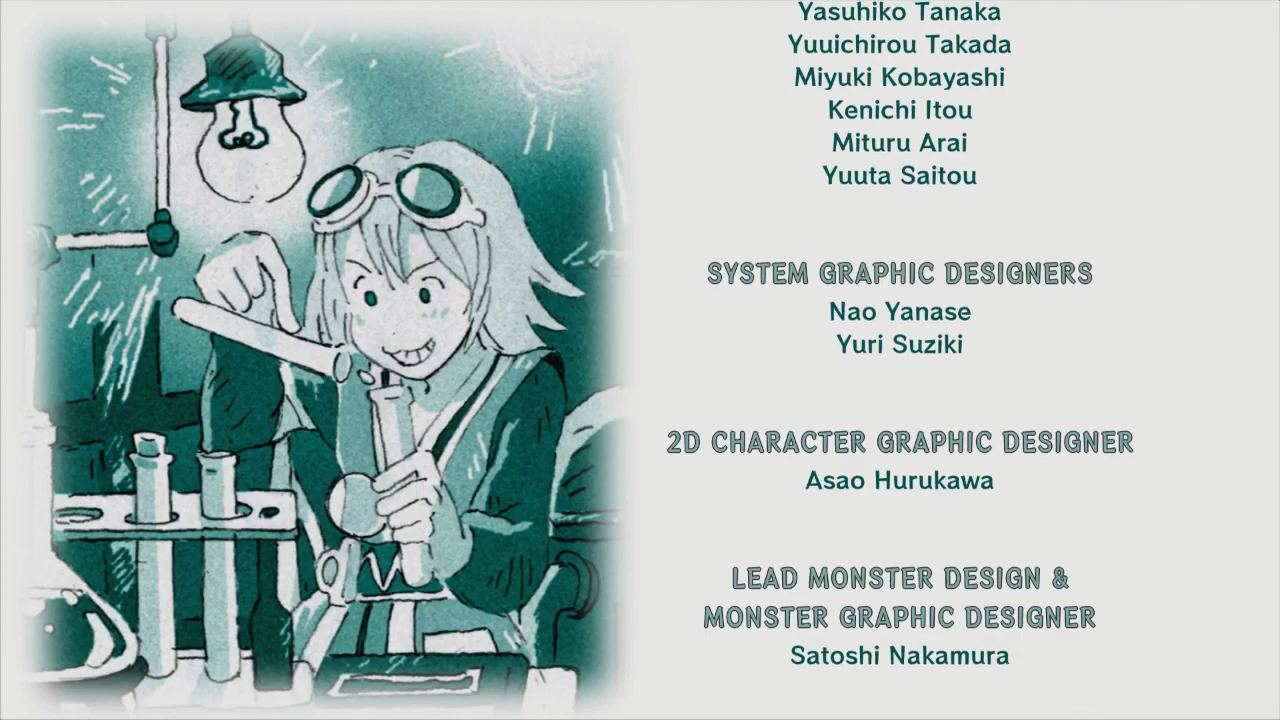 Yasuhiko Tanaka
Yuuichirou Takada
Miyuki Kobayashi
Kenichi Itou
Mituru Arai
Yuuta Saitou
SYSTEM GRAPHIC DESIGNERS
Nao Yanase
Yuri Suziki
2D CHARACTER GRAPHIC DESIGNER
Asao Hurukawa
LEAD MONSTER DESIGN &
MONSTER GRAPHIC DESIGNER
Satoshi Nakamura